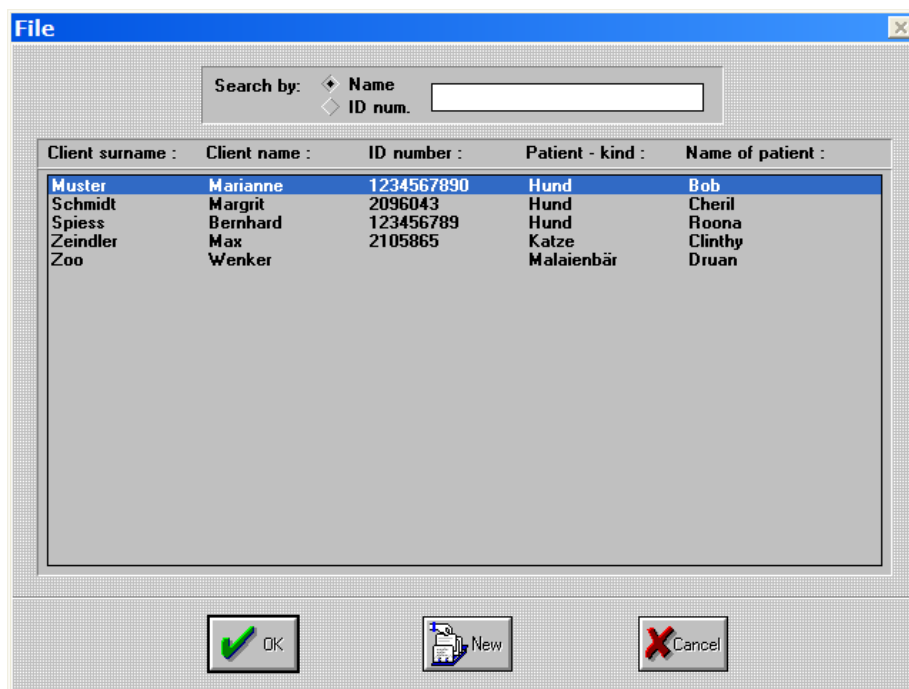 File
Search by: Name
ID num.
Client surname : Client name : ID number : Patient - kind : Name of patient :
Muster Marianne 1234567890 Hund Bob
Schmidt Margrit 2096043 Hund Cheril
Spiess Bernhard 123456789 Hund Roona
Zeindler Max 2105865 Katze Clinthy
Zoo Wenker Malaienbär Druan
OK New Cancel